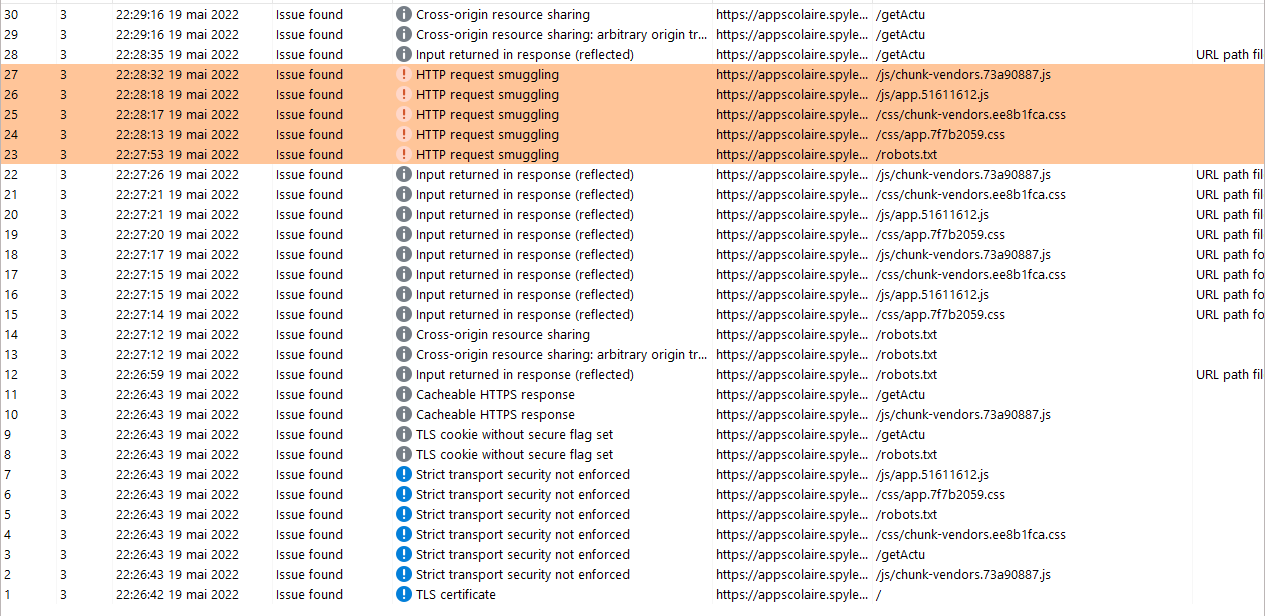 30 3 22:29:16 19 mai 2022 Issue found Cross-origin resource sharing https://appscolaire.spyle... /getActu
29 3 22:29:16 19 mai 2022 Issue found Cross-origin resource sharing: arbitrary origin tr... https://appscolaire.spyle... /getActu
28 3 22:28:35 19 mai 2022 Issue found Input returned in response (reflected) https://appscolaire.spyle... /getActu URL path fil
27 3 22:28:32 19 mai 2022 Issue found HTTP request smuggling https://appscolaire.spyle... /js/chunk-vendors.73a90887.js
26 3 22:28:18 19 mai 2022 Issue found HTTP request smuggling https://appscolaire.spyle... /js/app.51611612.js
25 3 22:28:17 19 mai 2022 Issue found HTTP request smuggling https://appscolaire.spyle... /css/chunk-vendors.ee8b1fca.css
24 3 22:28:13 19 mai 2022 Issue found HTTP request smuggling https://appscolaire.spyle... /css/app.7f7b2059.css
23 3 22:27:53 19 mai 2022 Issue found HTTP request smuggling https://appscolaire.spyle... /robots.txt
22 3 22:27:26 19 mai 2022 Issue found Input returned in response (reflected) https://appscolaire.spyle... /js/chunk-vendors.73a90887.js URL path fil
21 3 22:27:21 19 mai 2022 Issue found Input returned in response (reflected) https://appscolaire.spyle... /css/chunk-vendors.ee8b1fca.css URL path fil
20 3 22:27:21 19 mai 2022 Issue found Input returned in response (reflected) https://appscolaire.spyle... /js/app.51611612.js URL path fil
19 3 22:27:20 19 mai 2022 Issue found Input returned in response (reflected) https://appscolaire.spyle... /css/app.7f7b2059.css URL path fil
18 3 22:27:17 19 mai 2022 Issue found Input returned in response (reflected) https://appscolaire.spyle... /js/chunk-vendors.73a90887.js URL path fo
17 3 22:27:15 19 mai 2022 Issue found Input returned in response (reflected) https://appscolaire.spyle... /css/chunk-vendors.ee8b1fca.css URL path fo
16 3 22:27:15 19 mai 2022 Issue found Input returned in response (reflected) https://appscolaire.spyle... /js/app.51611612.js URL path fo
15 3 22:27:14 19 mai 2022 Issue found Input returned in response (reflected) https://appscolaire.spyle... /css/app.7f7b2059.css URL path fo
14 3 22:27:12 19 mai 2022 Issue found Cross-origin resource sharing https://appscolaire.spyle... /robots.txt
13 3 22:27:12 19 mai 2022 Issue found Cross-origin resource sharing: arbitrary origin tr... https://appscolaire.spyle... /robots.txt
12 3 22:26:59 19 mai 2022 Issue found Input returned in response (reflected) https://appscolaire.spyle... /robots.txt URL path fil
11 3 22:26:43 19 mai 2022 Issue found Cacheable HTTPS response https://appscolaire.spyle... /getActu
10 3 22:26:43 19 mai 2022 Issue found Cacheable HTTPS response https://appscolaire.spyle... /js/chunk-vendors.73a90887.js
9 3 22:26:43 19 mai 2022 Issue found TLS cookie without secure flag set https://appscolaire.spyle... /getActu
8 3 22:26:43 19 mai 2022 Issue found TLS cookie without secure flag set https://appscolaire.spyle... /robots.txt
7 3 22:26:43 19 mai 2022 Issue found Strict transport security not enforced https://appscolaire.spyle... /js/app.51611612.js
6 3 22:26:43 19 mai 2022 Issue found Strict transport security not enforced https://appscolaire.spyle... /css/app.7f7b2059.css
5 3 22:26:43 19 mai 2022 Issue found Strict transport security not enforced https://appscolaire.spyle... /robots.txt
4 3 22:26:43 19 mai 2022 Issue found Strict transport security not enforced https://appscolaire.spyle... /css/chunk-vendors.ee8b1fca.css
3 3 22:26:43 19 mai 2022 Issue found Strict transport security not enforced https://appscolaire.spyle... /getActu
2 3 22:26:43 19 mai 2022 Issue found Strict transport security not enforced https://appscolaire.spyle... /js/chunk-vendors.73a90887.js
1 3 22:26:42 19 mai 2022 Issue found TLS certificate https://appscolaire.spyle... /